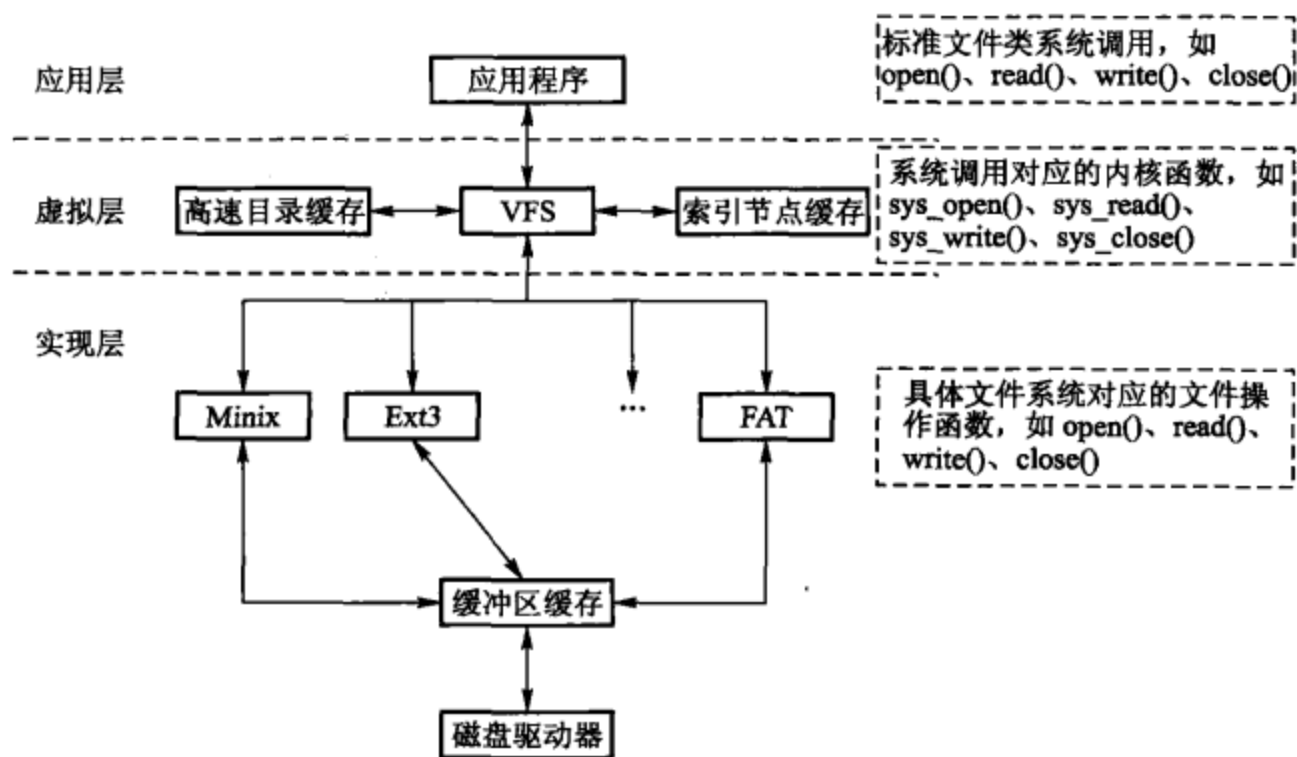 应用层
应用程序
标准文件类系统调用，如
open()、read()、write()、close()
虚拟层
高速目录缓存
VFS
索引节点缓存
系统调用对应的内核函数，如
sys_open()、sys_read()、
sys_write()、sys_close()
实现层
Minix
Ext3
...
FAT
具体文件系统对应的文件操
作函数，如 open()、read()、
write()、close()
缓冲区缓存
磁盘驱动器